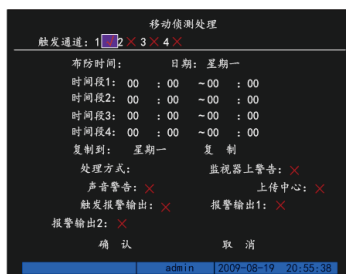 移动侦测处理
触发通道: 1 2 × 3 × 4 ×
布防时间: 日期: 星期一
时间段1: 00 : 00 ~00 : 00
时间段2: 00 : 00 ~00 : 00
时间段3: 00 : 00 ~00 : 00
时间段4: 00 : 00 ~00 : 00
复制到: 星期一 复 制
处理方式: 监视器上警告: ×
声音警告: × 上传中心: ×
触发报警输出: × 报警输出1: ×
报警输出2: ×
确 认 取 消
admin 2009-08-19 20:55:38